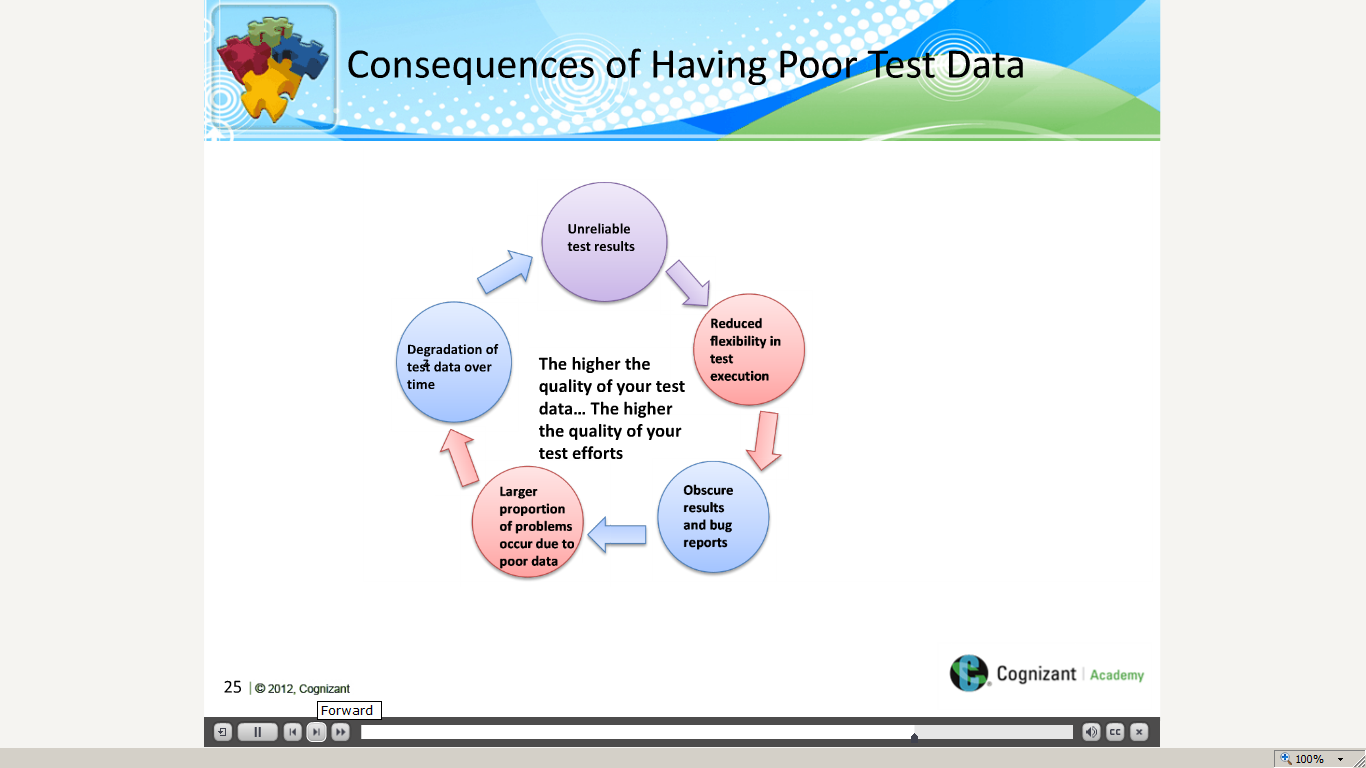 Consequences of Having Poor Test Data
Unreliable
test results
Reduced
flexibility in
test
execution
Obscure
results
and bug
reports
Larger
proportion
of problems
occur due to
poor data
Degradation of
test data over
time
The higher the
quality of your test
data... The higher
the quality of your
test efforts
Cognizant | Academy
25 | © 2012, Cognizant
Forward
CC
100%